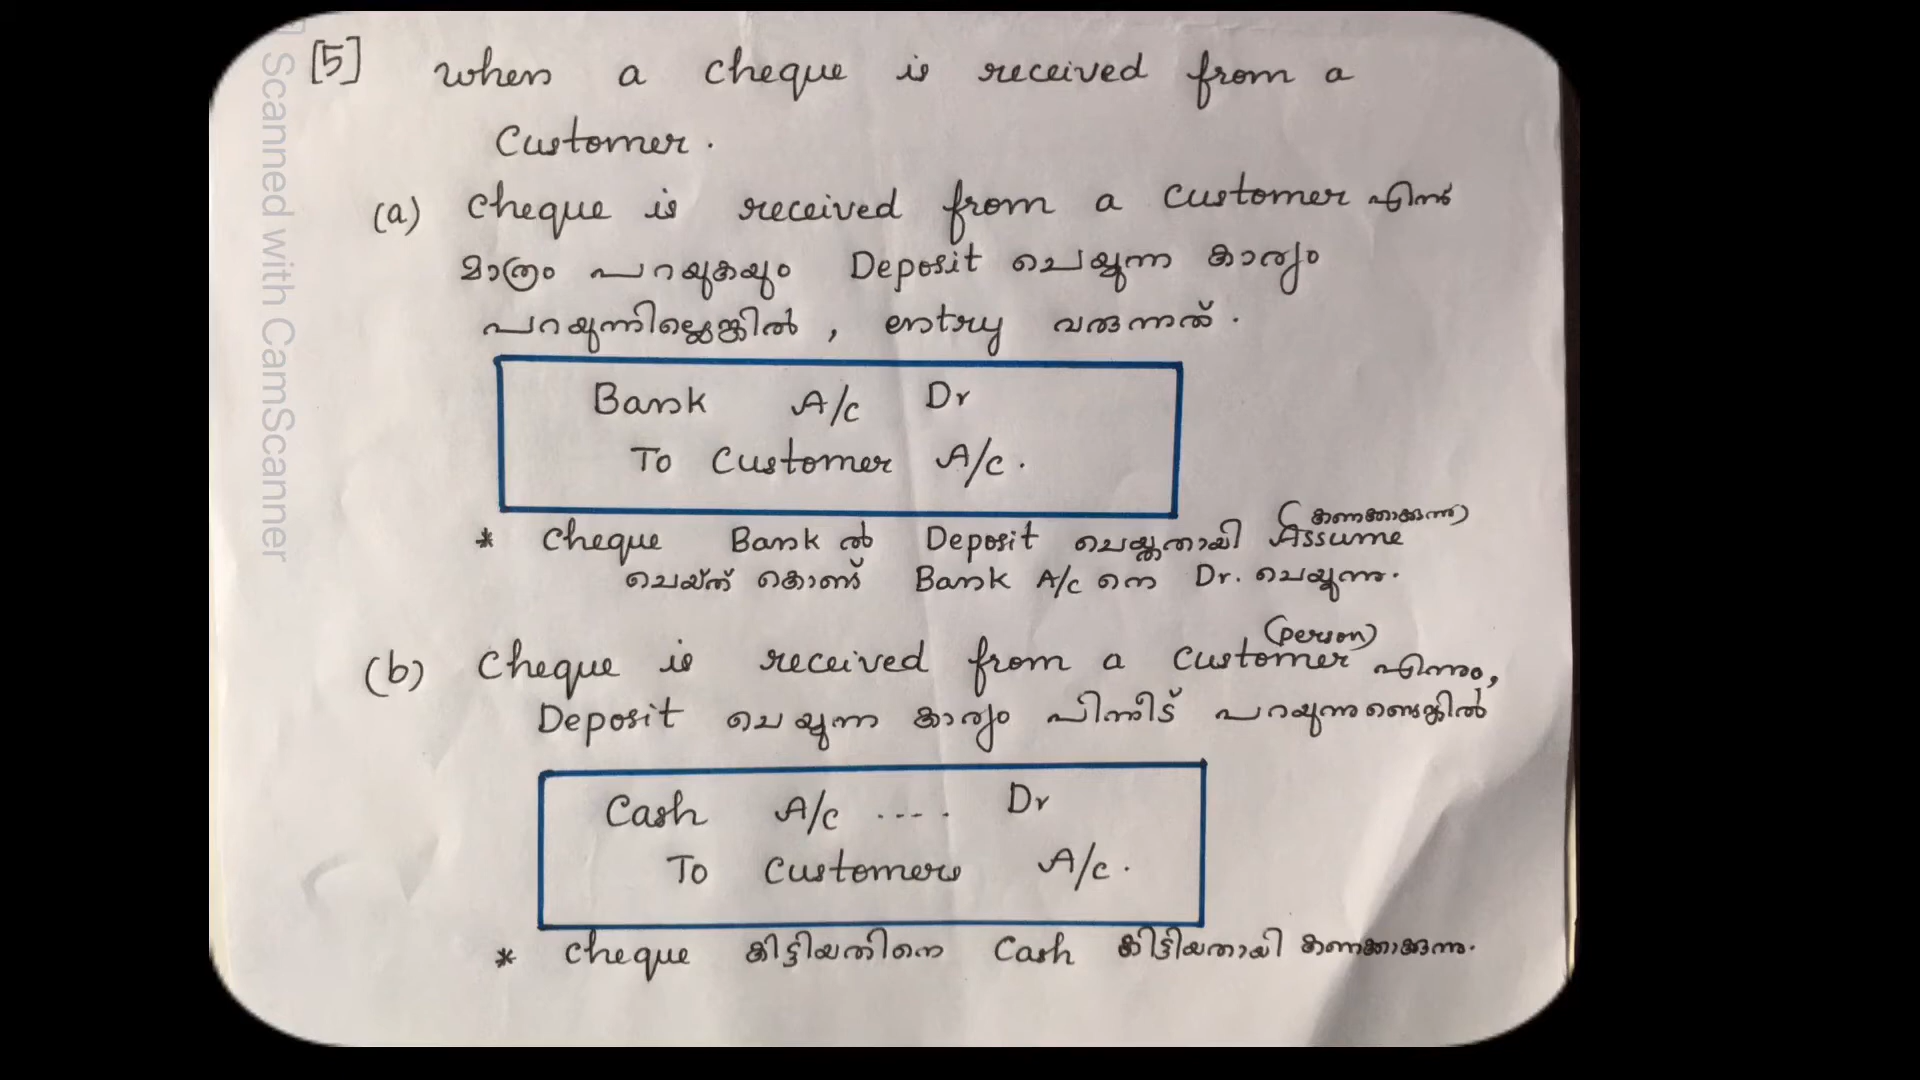 [5] when a cheque is received from a
Customer.
(a) cheque is received from a customer എന്ന്
മാത്രം പറയുകയും Deposit ചെയ്യുന്ന കാര്യം
പറയുന്നില്ലെങ്കിൽ, entry വരുന്നത്.
Bank A/c Dr
To Customer A/c.
(കണക്കാക്കുന്നു)
* cheque Bank ൽ Deposit ചെയ്തതായി Assume
ചെയ്ത് കൊണ്ട് Bank A/c നെ Dr. ചെയ്യുന്നു.
(person)
(b) Cheque is received from a customer എന്നും,
Deposit ചെയ്യുന്ന കാര്യം പിന്നീട് പറയുന്നുണ്ടെങ്കിൽ
Cash A/c .... Dr
To Customers A/c.
* cheque കിട്ടിയതിനെ Cash കിട്ടിയതായി കണക്കാക്കുന്നു.
Scanned with CamScanner